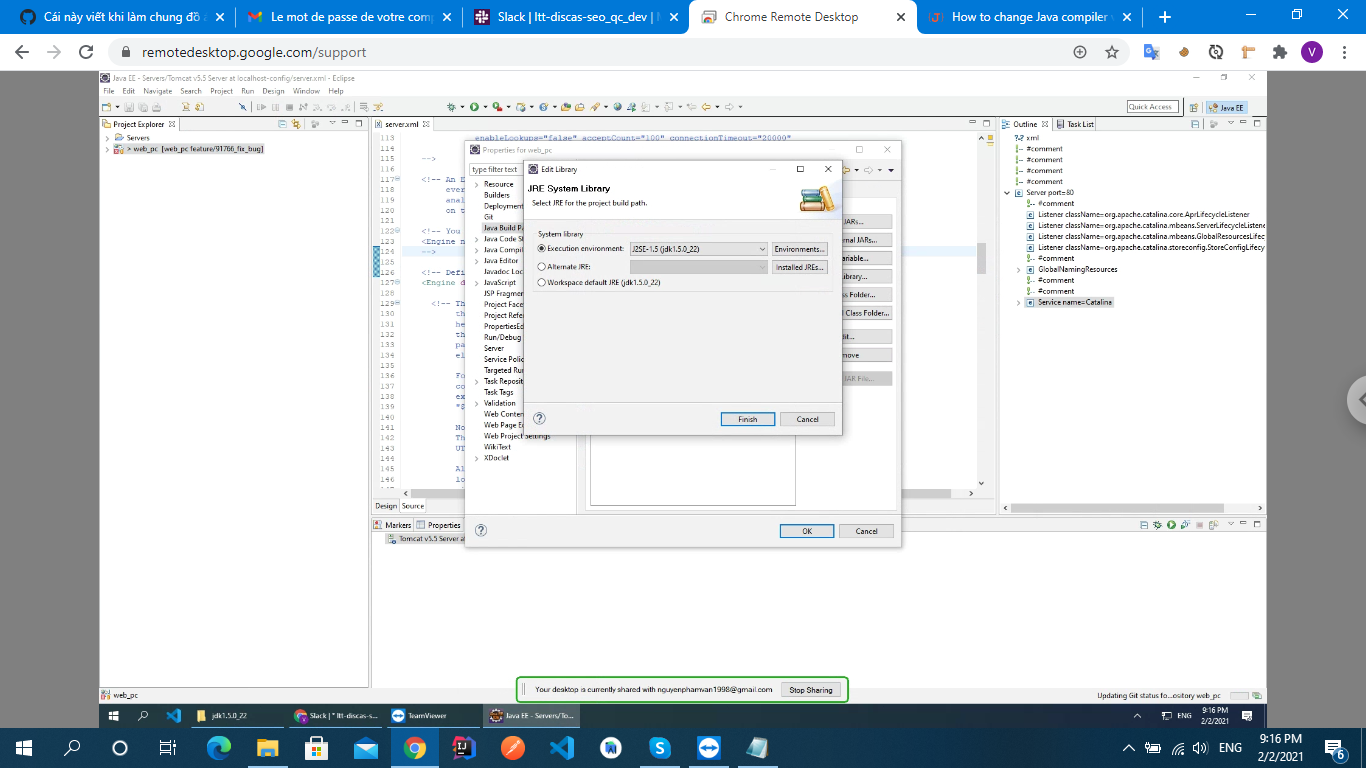 Cái này viết khi làm chung đồ á
Le mot de passe de votre comp
Slack | ltt-discas-seo_qc_dev | N
Chrome Remote Desktop
How to change Java compiler v
remotedesktop.google.com/support
V
Java EE - Servers/Tomcat v5.5 Server at localhost-config/server.xml - Eclipse
File Edit Navigate Search Project Run Design Window Help
Quick Access
Java EE
Project Explorer
Servers
> web_pc [web_pc feature/91766_fix_bug]
server.xml
113 enableLookups="false" acceptCount="100" connectionTimeout="20000"
114
115 -->
116
117 <!-- An E
118 ever
119 anal
120 on t
121
122 <!-- You
123 <Engine n
124 -->
125
126 <!-- Defi
127 <Engine d
128
129 <!-- Th
130 th
131 he
132 th
133 pa
134 el
135
136 Fo
137 co
138 ex
139 *$
140
141 No
142 Th
143 UT
144
145 Al
146 lo
Design Source
Properties for web_pc
type filter text
Resource
Builders
Deployment
Git
Java Build Pa
Java Code St
Java Compil
Java Editor
Javadoc Loc
JavaScript
JSP Fragmen
Project Face
Project Refer
PropertiesEd
Run/Debug
Server
Service Polic
Targeted Run
Task Reposit
Task Tags
Validation
Web Conten
Web Page Ed
Web Project Settings
WikiText
XDoclet
JARs...
rnal JARs...
ariable...
ibrary...
ass Folder...
l Class Folder...
dit...
move
JAR File...
OK
Cancel
Edit Library
JRE System Library
Select JRE for the project build path.
System library
Execution environment: J2SE-1.5 (jdk1.5.0_22) Environments...
Alternate JRE: Installed JREs...
Workspace default JRE (jdk1.5.0_22)
Finish
Cancel
Outline Task List
xml
#comment
#comment
#comment
#comment
Server port=80
#comment
Listener className=org.apache.catalina.core.AprLifecycleListener
Listener className=org.apache.catalina.mbeans.ServerLifecycleListene
Listener className=org.apache.catalina.mbeans.GlobalResourcesLifec
Listener className=org.apache.catalina.storeconfig.StoreConfigLifecy
#comment
GlobalNamingResources
#comment
#comment
Service name=Catalina
Markers Properties
Tomcat v5.5 Server a
Your desktop is currently shared with nguyenphamvan1998@gmail.com Stop Sharing
web_pc
Updating Git status fo...ository web_pc
jdk1.5.0_22
Slack | * ltt-discas-s...
TeamViewer
Java EE - Servers/To...
ENG
9:16 PM
2/2/2021
ENG
9:16 PM
2/2/2021
6